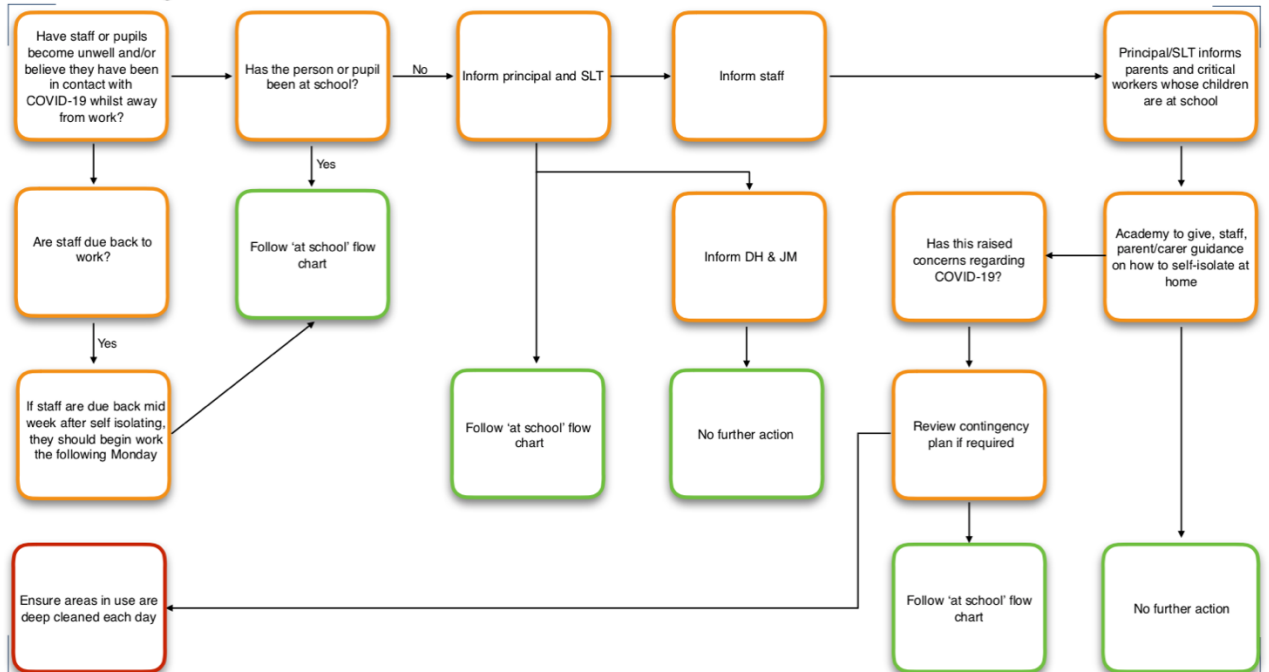 Have staff or pupils
become unwell and/or
believe they have been
in contact with
COVID-19 whilst away
from work?
Has the person or pupil
been at school?
No
Inform principal and SLT
Inform staff
Principal/SLT informs
parents and critical
workers whose children
are at school
Yes
Are staff due back to
work?
Follow ‘at school’ flow
chart
Inform DH & JM
Has this raised
concerns regarding
COVID-19?
Academy to give, staff,
parent/carer guidance
on how to self-isolate at
home
Yes
If staff are due back mid
week after self isolating,
they should begin work
the following Monday
Follow ‘at school’ flow
chart
No further action
Review contingency
plan if required
Ensure areas in use are
deep cleaned each day
Follow ‘at school’ flow
chart
No further action